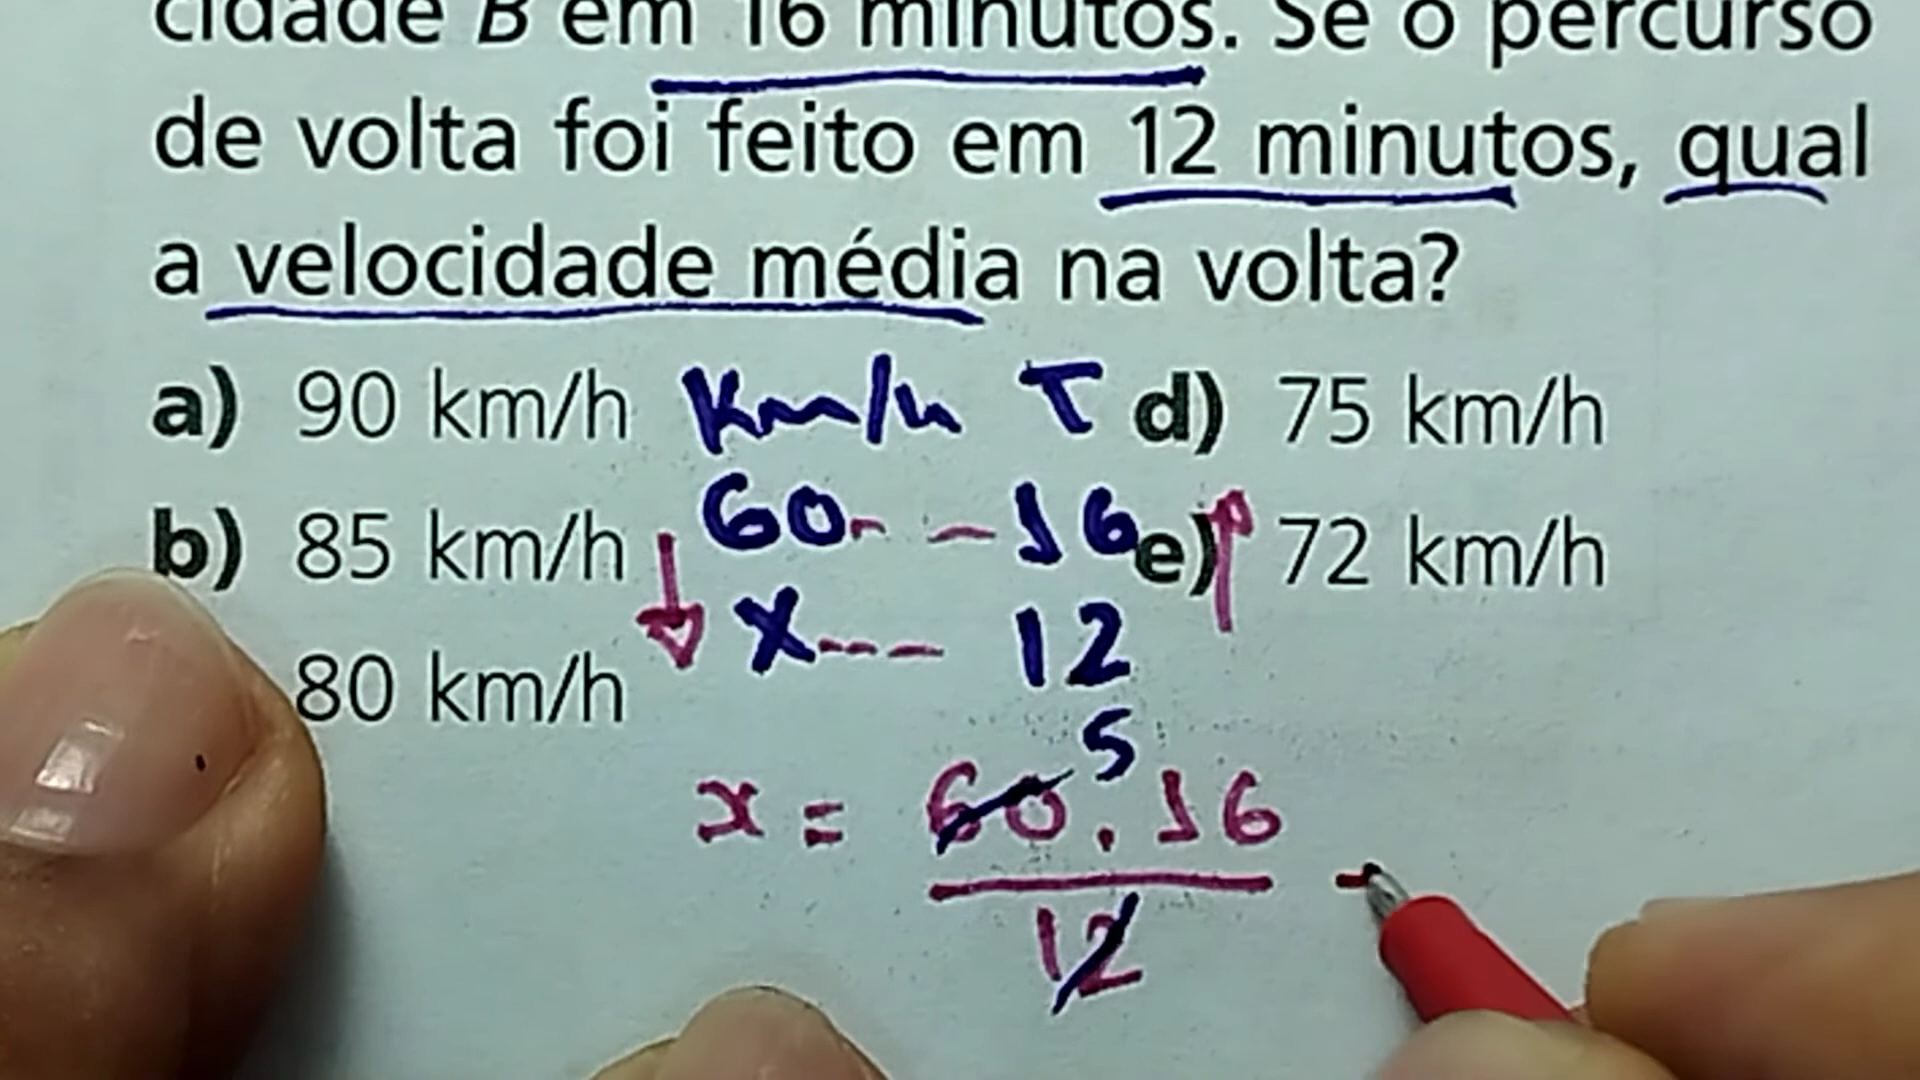 cidade B em 16 minutos. Se o percurso
de volta foi feito em 12 minutos, qual
a velocidade média na volta?
a) 90 km/h
b) 85 km/h
80 km/h
d) 75 km/h
e) 72 km/h
Km/h T
60 - - 16
X - - - 12
5
x = 60 . 16
12